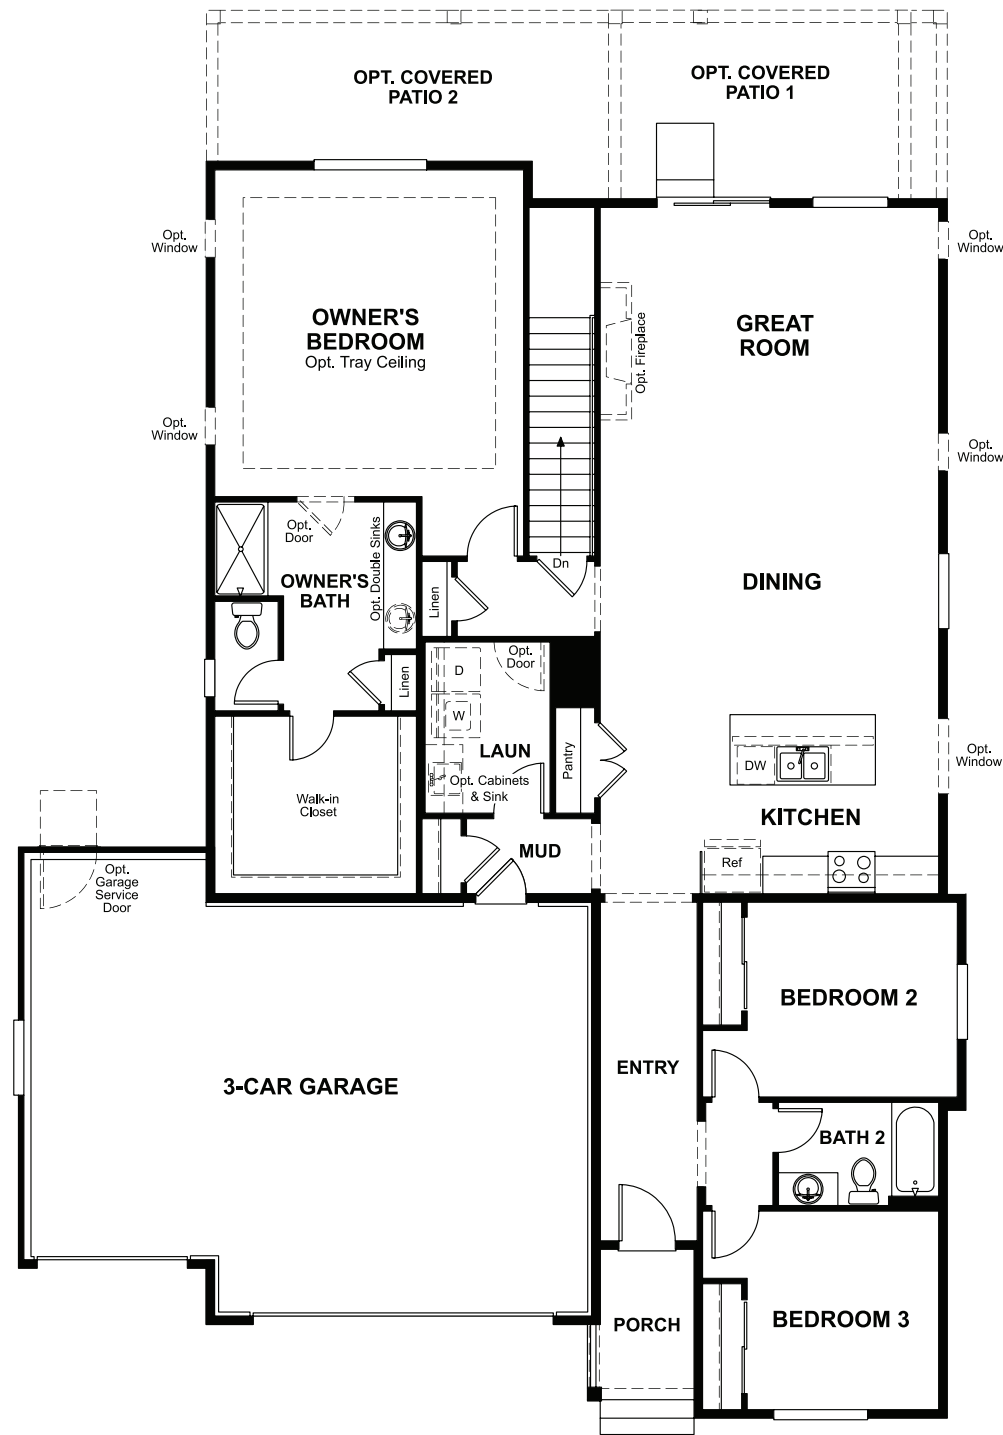 OPT. COVERED
PATIO 2
OPT. COVERED
PATIO 1
Opt.
Window
Opt.
Window
OWNER'S
BEDROOM
Opt. Tray Ceiling
GREAT
ROOM
Opt. Fireplace
Opt.
Window
Opt.
Window
Opt.
Door
Opt. Double Sinks
OWNER'S
BATH
Dn
DINING
Linen
Linen
Opt.
Door
D
W
LAUN
Opt. Cabinets
& Sink
Pantry
DW
Opt.
Window
KITCHEN
Walk-in
Closet
MUD
Ref
Opt.
Garage
Service
Door
BEDROOM 2
ENTRY
3-CAR GARAGE
BATH 2
PORCH
BEDROOM 3